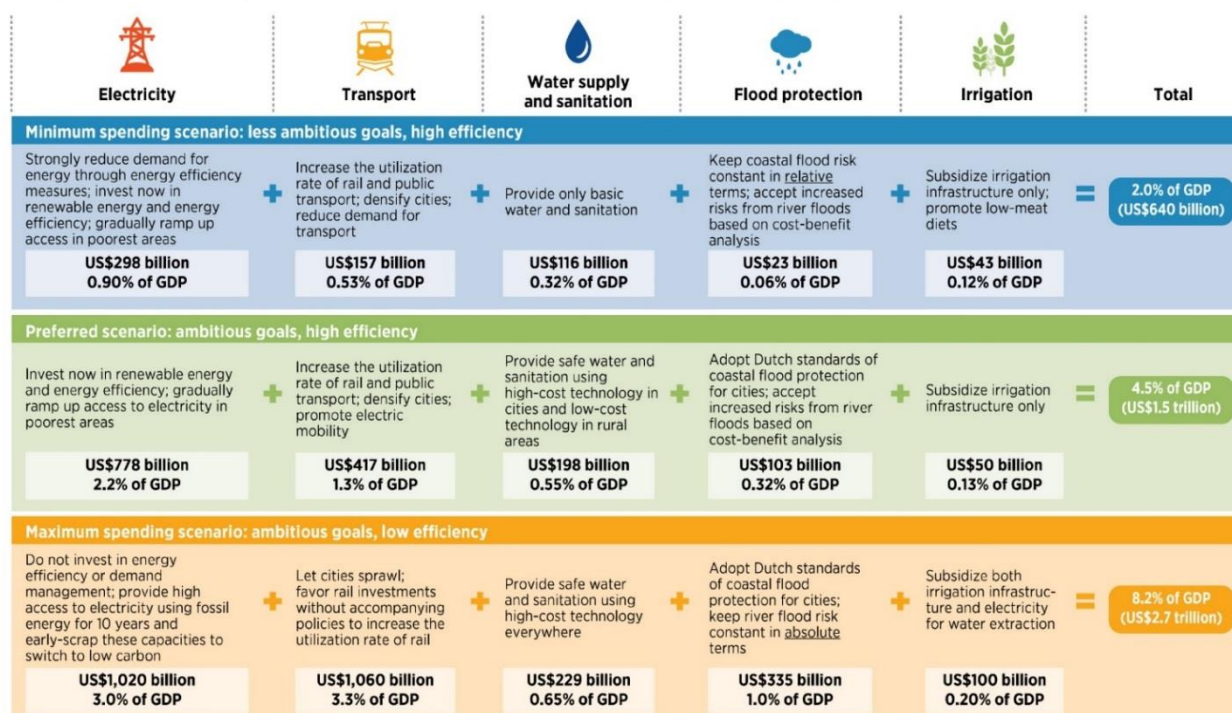 Electricity
Transport
Water supply
and sanitation
Flood protection
Irrigation
Total
Minimum spending scenario: less ambitious goals, high efficiency
Strongly reduce demand for
energy through energy efficiency
measures; invest now in
renewable energy and energy
efficiency; gradually ramp up
access in poorest areas
US$298 billion
0.90% of GDP
+
Increase the utilization
rate of rail and public
transport; densify cities;
reduce demand for
transport
US$157 billion
0.53% of GDP
+
Provide only basic
water and sanitation
US$116 billion
0.32% of GDP
+
Keep coastal flood risk
constant in relative
terms; accept increased
risks from river floods
based on cost-benefit
analysis
US$23 billion
0.06% of GDP
+
Subsidize irrigation
infrastructure only;
promote low-meat
diets
US$43 billion
0.12% of GDP
=
2.0% of GDP
(US$640 billion)
Preferred scenario: ambitious goals, high efficiency
Invest now in renewable energy
and energy efficiency; gradually
ramp up access to electricity in
poorest areas
US$778 billion
2.2% of GDP
+
Increase the utilization
rate of rail and public
transport; densify cities;
promote electric
mobility
US$417 billion
1.3% of GDP
+
Provide safe water and
sanitation using
high-cost technology in
cities and low-cost
technology in rural
areas
US$198 billion
0.55% of GDP
+
Adopt Dutch standards of
coastal flood protection
for cities; accept
increased risks from river
floods based on
cost-benefit analysis
US$103 billion
0.32% of GDP
+
Subsidize irrigation
infrastructure only
US$50 billion
0.13% of GDP
=
4.5% of GDP
(US$1.5 trillion)
Maximum spending scenario: ambitious goals, low efficiency
Do not invest in energy
efficiency or demand
management; provide high
access to electricity using fossil
energy for 10 years and
early-scrap these capacities to
switch to low carbon
US$1,020 billion
3.0% of GDP
+
Let cities sprawl;
favor rail investments
without accompanying
policies to increase the
utilization rate of rail
US$1,060 billion
3.3% of GDP
+
Provide safe water
and sanitation using
high-cost technology
everywhere
US$229 billion
0.65% of GDP
+
Adopt Dutch standards
of coastal flood
protection for cities;
keep river flood risk
constant in absolute
terms
US$335 billion
1.0% of GDP
+
Subsidize both
irrigation infrastruc-
ture and electricity
for water extraction
US$100 billion
0.20% of GDP
=
8.2% of GDP
(US$2.7 trillion)